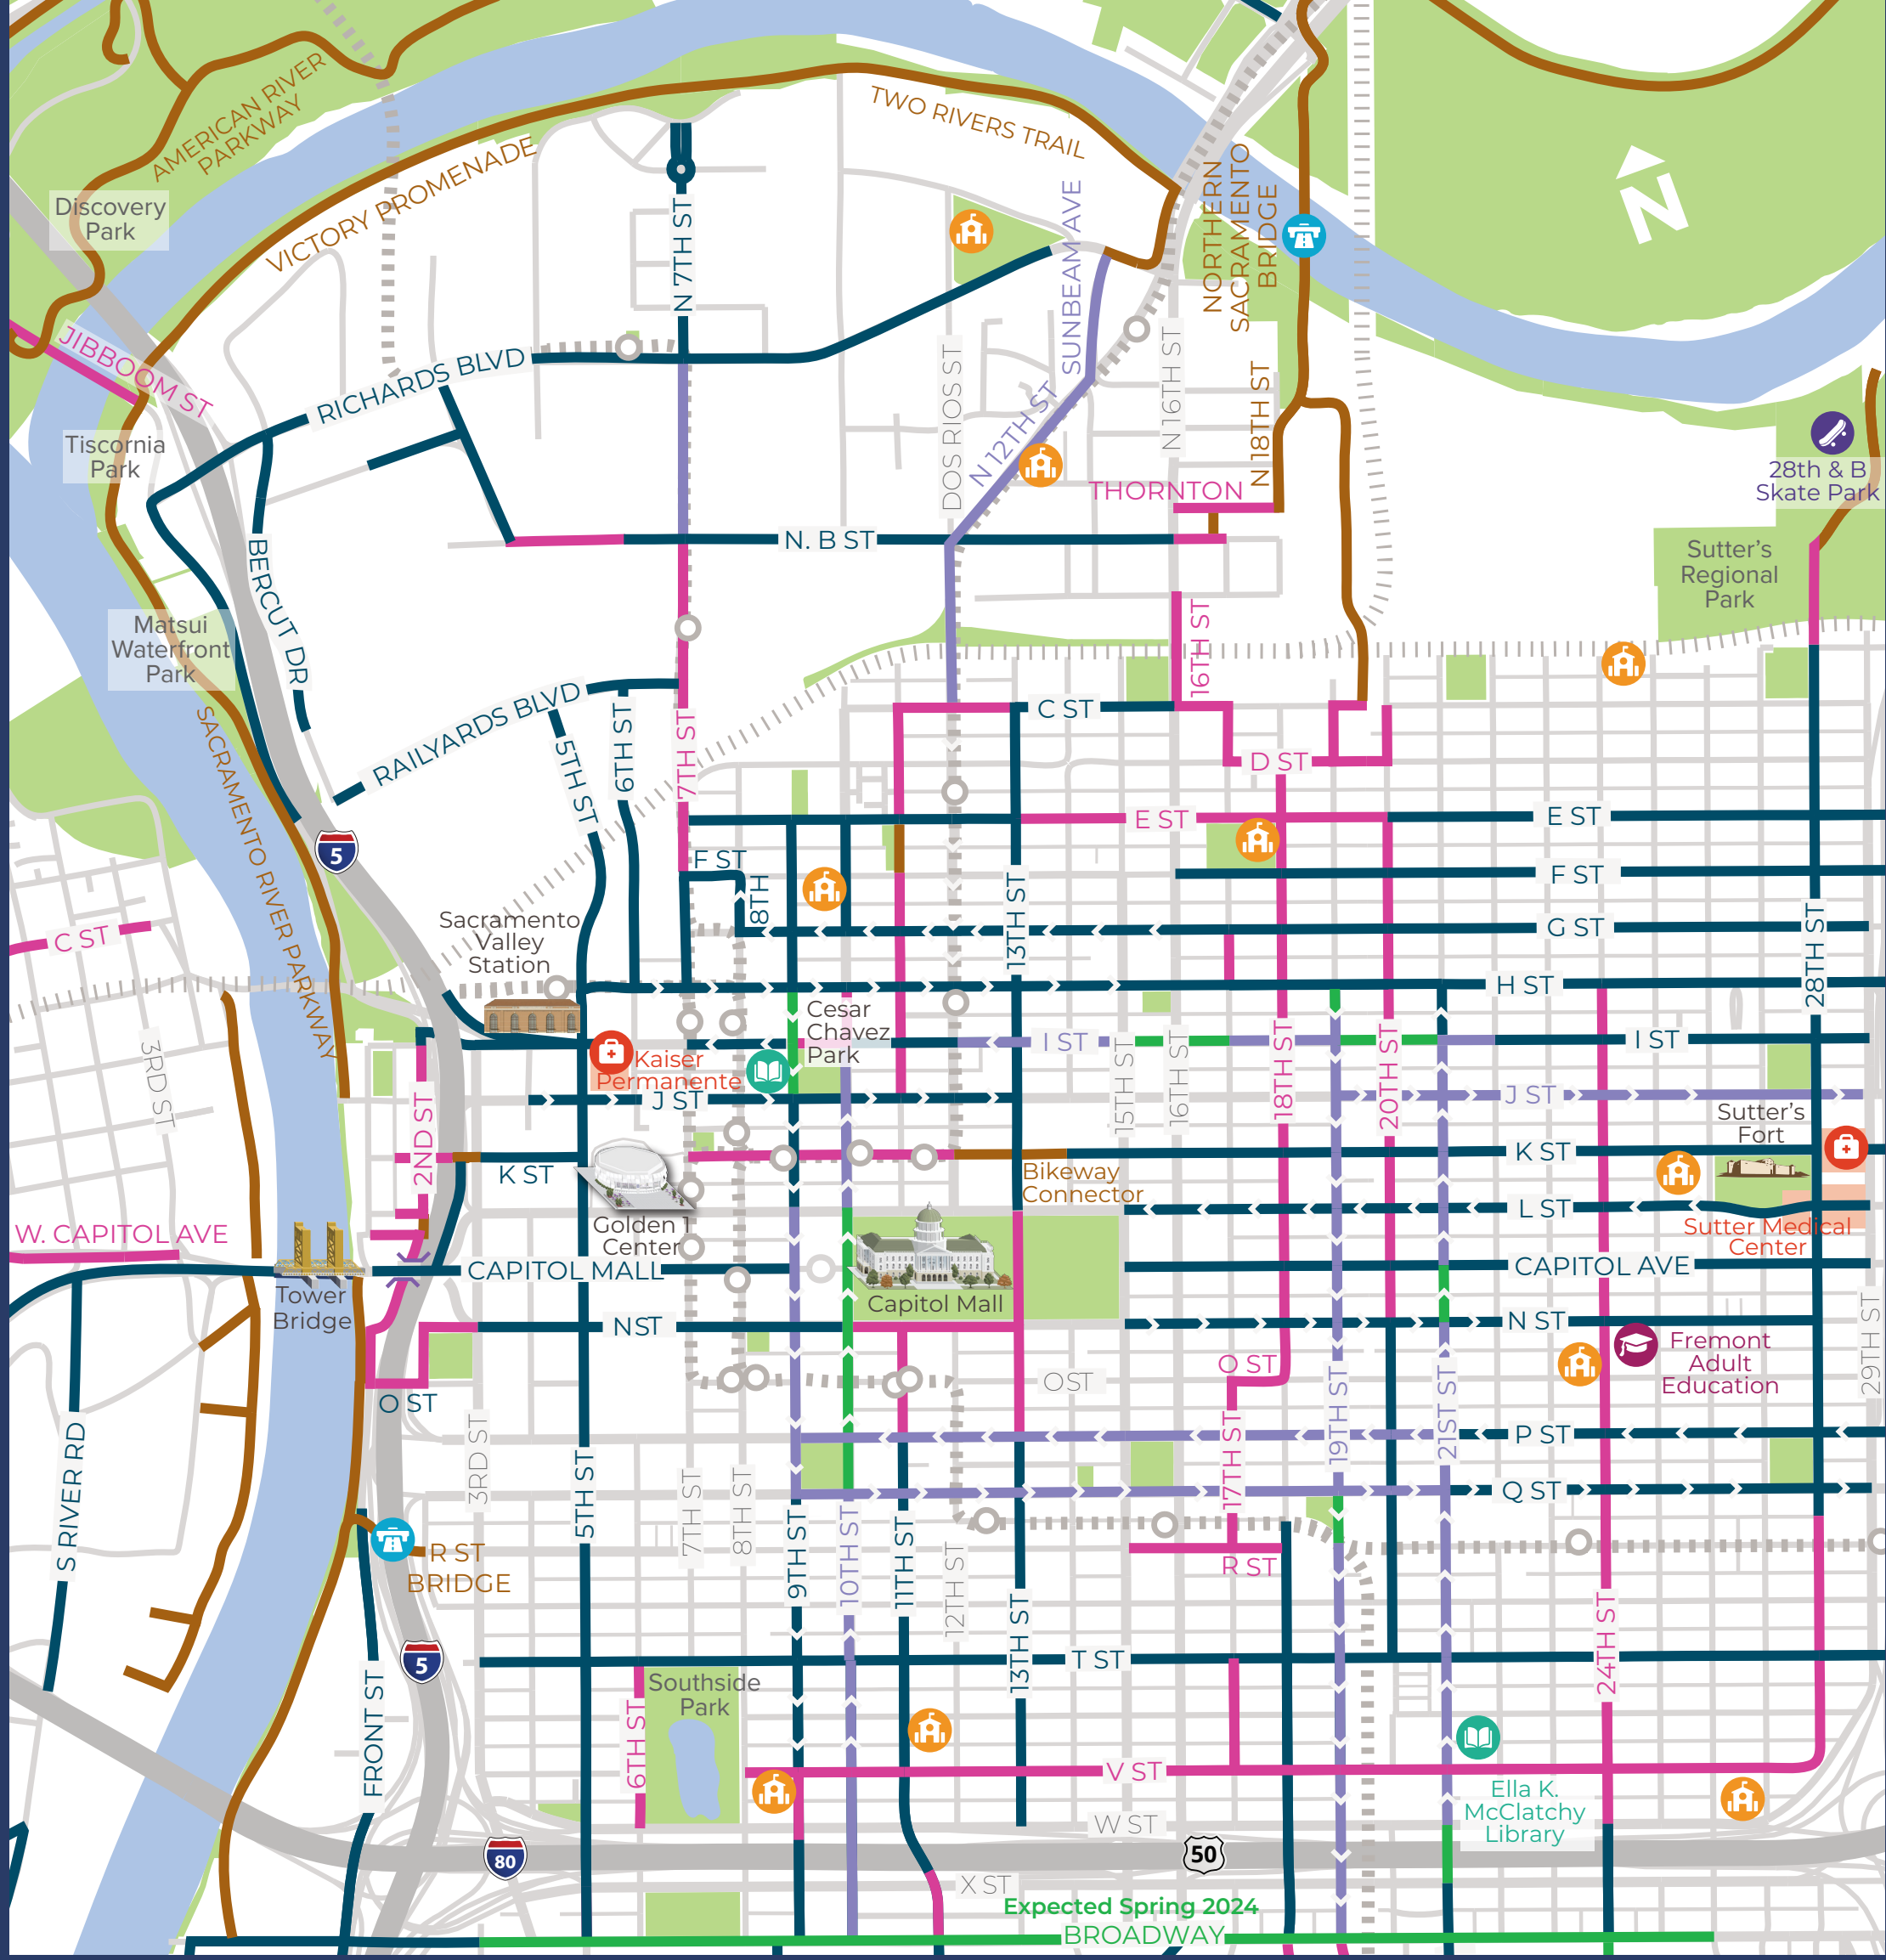 AMERICAN RIVER
PARKWAY
TWO RIVERS TRAIL
VICTORY PROMENADE
Discovery
Park
N 7TH ST
SUNBEAM AVE
NORTHERN
SACRAMENTO
BRIDGE
N
JIBBOOM ST
RICHARDS BLVD
DOS RIOS ST
N 12TH ST
N 16TH ST
N 18TH ST
Tiscornia
Park
28th & B
Skate Park
THORNTON
N. B ST
BERCUT DR
Sutter's
Regional
Park
Matsui
Waterfront
Park
16TH ST
RAILYARDS BLVD
5TH ST
6TH ST
7TH ST
C ST
D ST
SACRAMENTO RIVER PARKWAY
5
E ST
E ST
F ST
8TH
F ST
13TH ST
G ST
28TH ST
C ST
Sacramento
Valley
Station
H ST
3RD ST
Cesar
Chavez
Park
I ST
I ST
15TH ST
16TH ST
18TH ST
20TH ST
Kaiser
Permanente
J ST
J ST
2ND ST
Sutter's
Fort
K ST
K ST
Bikeway
Connector
L ST
Sutter Medical
Center
W. CAPITOL AVE
Golden 1
Center
CAPITOL MALL
CAPITOL AVE
Tower
Bridge
Capitol Mall
N ST
N ST
Fremont
Adult
Education
29TH ST
O ST
O ST
O ST
19TH ST
21ST ST
17TH ST
S RIVER RD
3RD ST
5TH ST
7TH ST
8TH ST
P ST
Q ST
9TH ST
10TH ST
11TH ST
12TH ST
R ST
BRIDGE
R ST
13TH ST
24TH ST
5
T ST
FRONT ST
Southside
Park
6TH ST
V ST
W ST
Ella K.
McClatchy
Library
80
50
X ST
Expected Spring 2024
BROADWAY